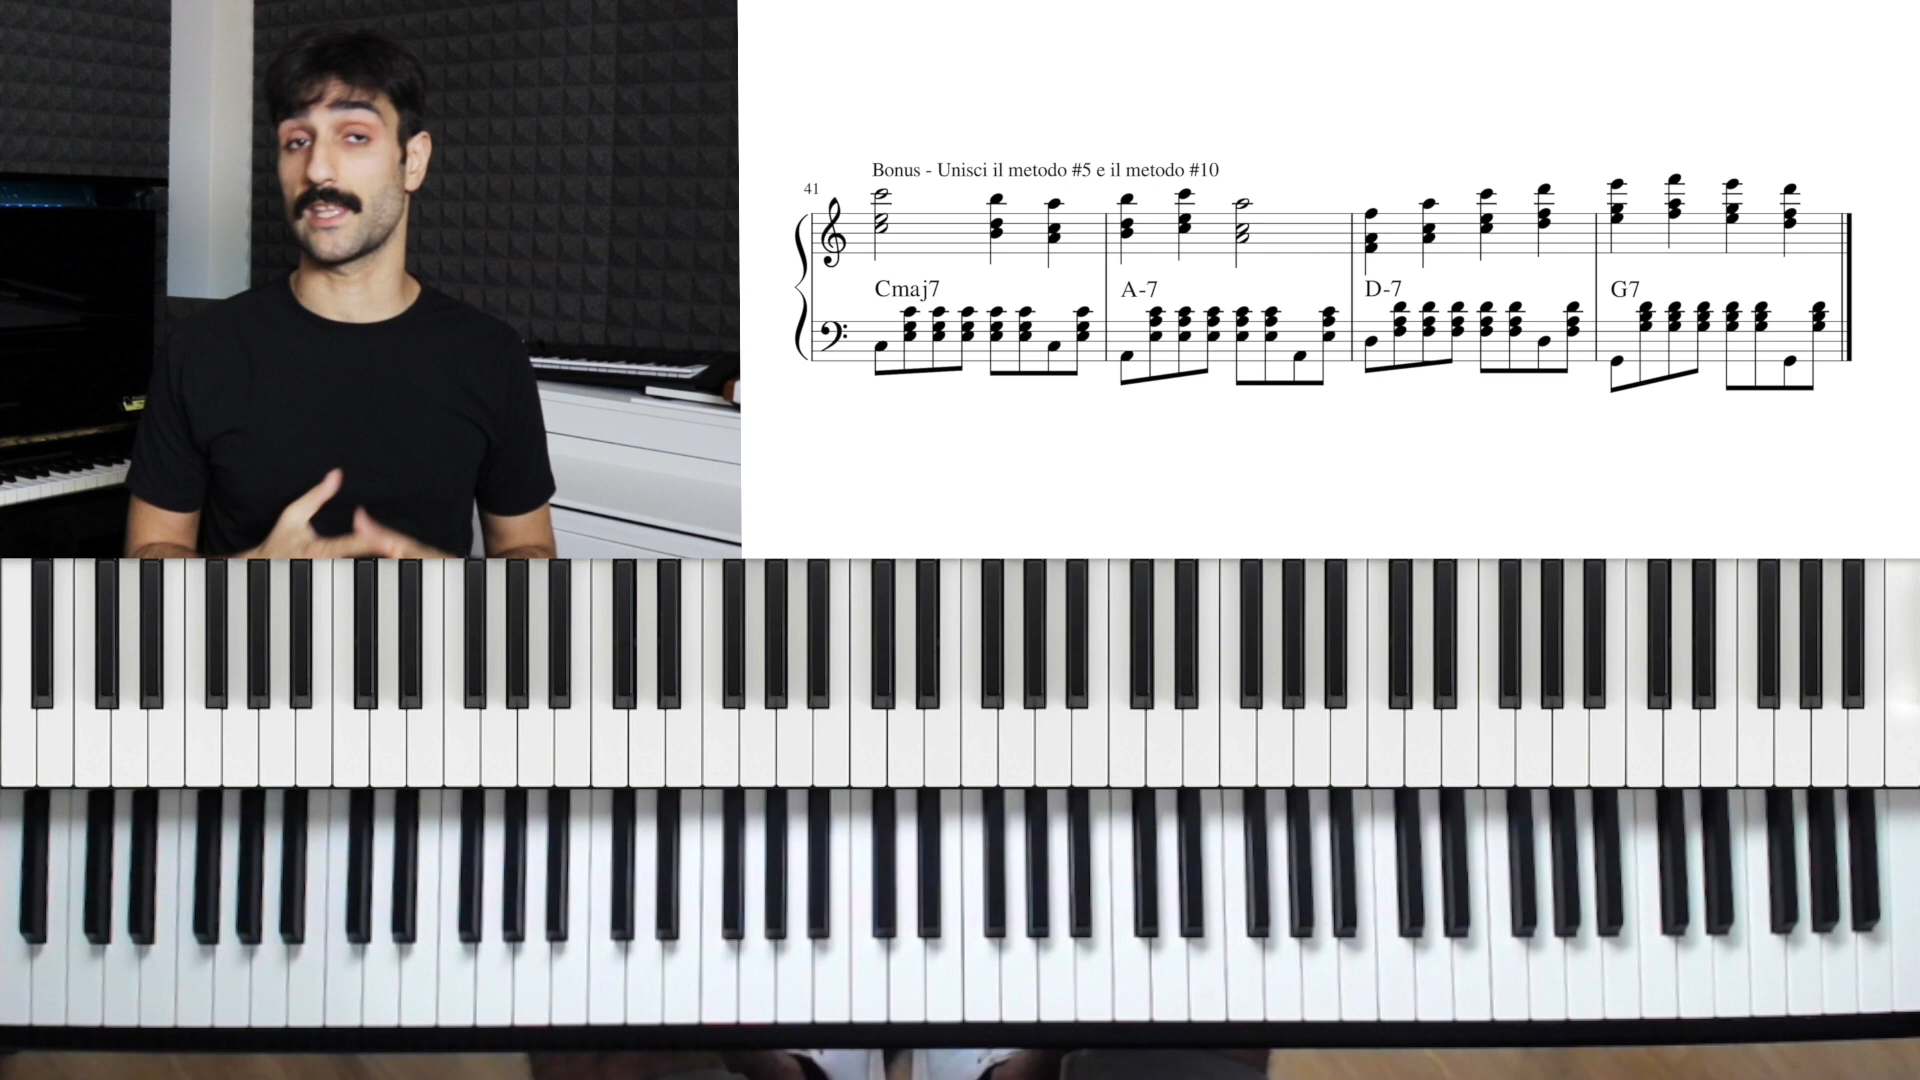 Bonus - Unisci il metodo #5 e il metodo #10
41
Cmaj7 A-7 D-7 G7